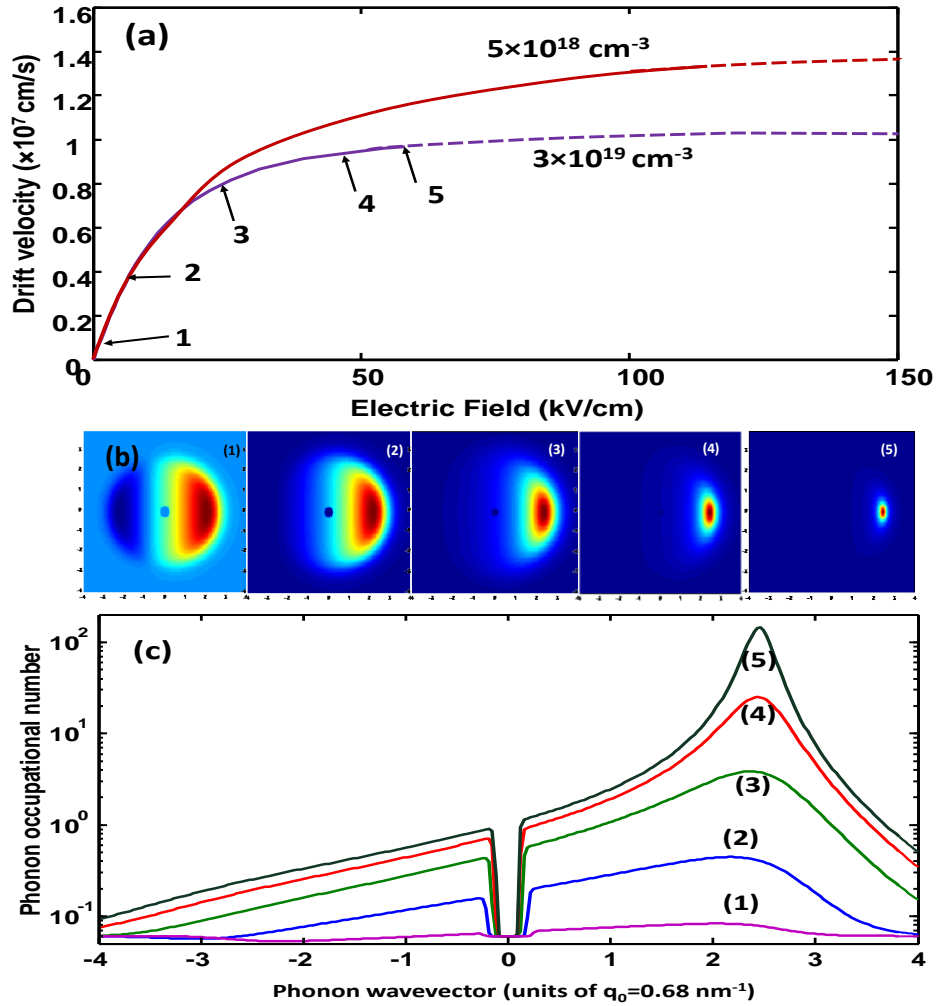 (a)
5×10¹⁸ cm⁻³
3×10¹⁹ cm⁻³
1
2
3
4
5
Drift velocity (×10⁷ cm/s)
1.6
1.4
1.2
1
0.8
0.6
0.4
0.2
0
0 50 100 150
Electric Field (kV/cm)
(b) (1) (2) (3) (4) (5)
(c)
(5)
(4)
(3)
(2)
(1)
Phonon occupational number
10²
10¹
10⁰
10⁻¹
-4 -3 -2 -1 0 1 2 3 4
Phonon wavevector (units of q₀=0.68 nm⁻¹)